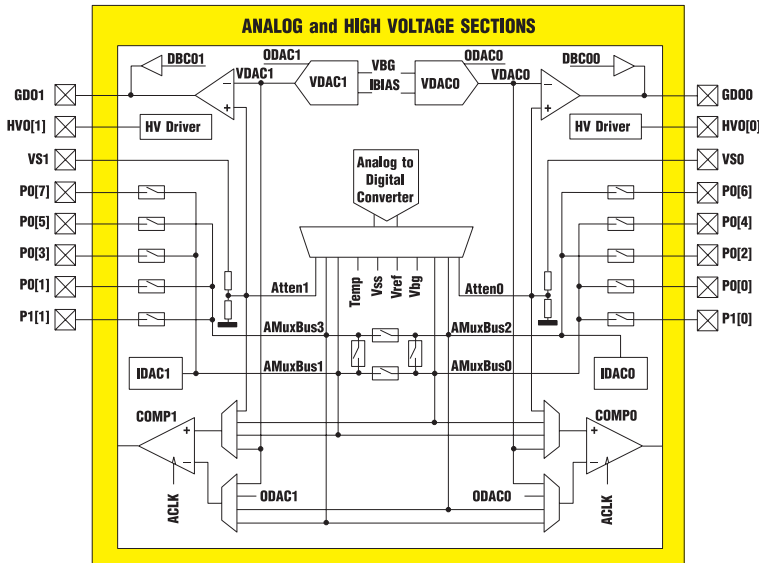 ANALOG and HIGH VOLTAGE SECTIONS
DBC01
ODAC1
VBG
ODAC0
DBC00
VDAC1
VDAC1
IBIAS
VDAC0
VDAC0
GDO1
GDO0
HVO[1]
HV Driver
HV Driver
HVO[0]
VS1
VS0
Analog to
Digital
Converter
P0[7]
P0[6]
P0[5]
P0[4]
P0[3]
P0[2]
P0[1]
P0[0]
P1[1]
P1[0]
Atten1
Temp
Vss
Vref
Vbg
Atten0
AMuxBus3
AMuxBus2
IDAC1
AMuxBus1
AMuxBus0
IDAC0
COMP1
COMP0
+
−
+
−
−
+
−
+
ACLK
ODAC1
ODAC0
ACLK